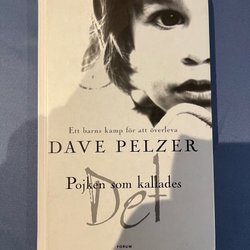 Ett barns kamp för att överleva
DAVE PELZER
Pojken som kallades
Det
FORUM